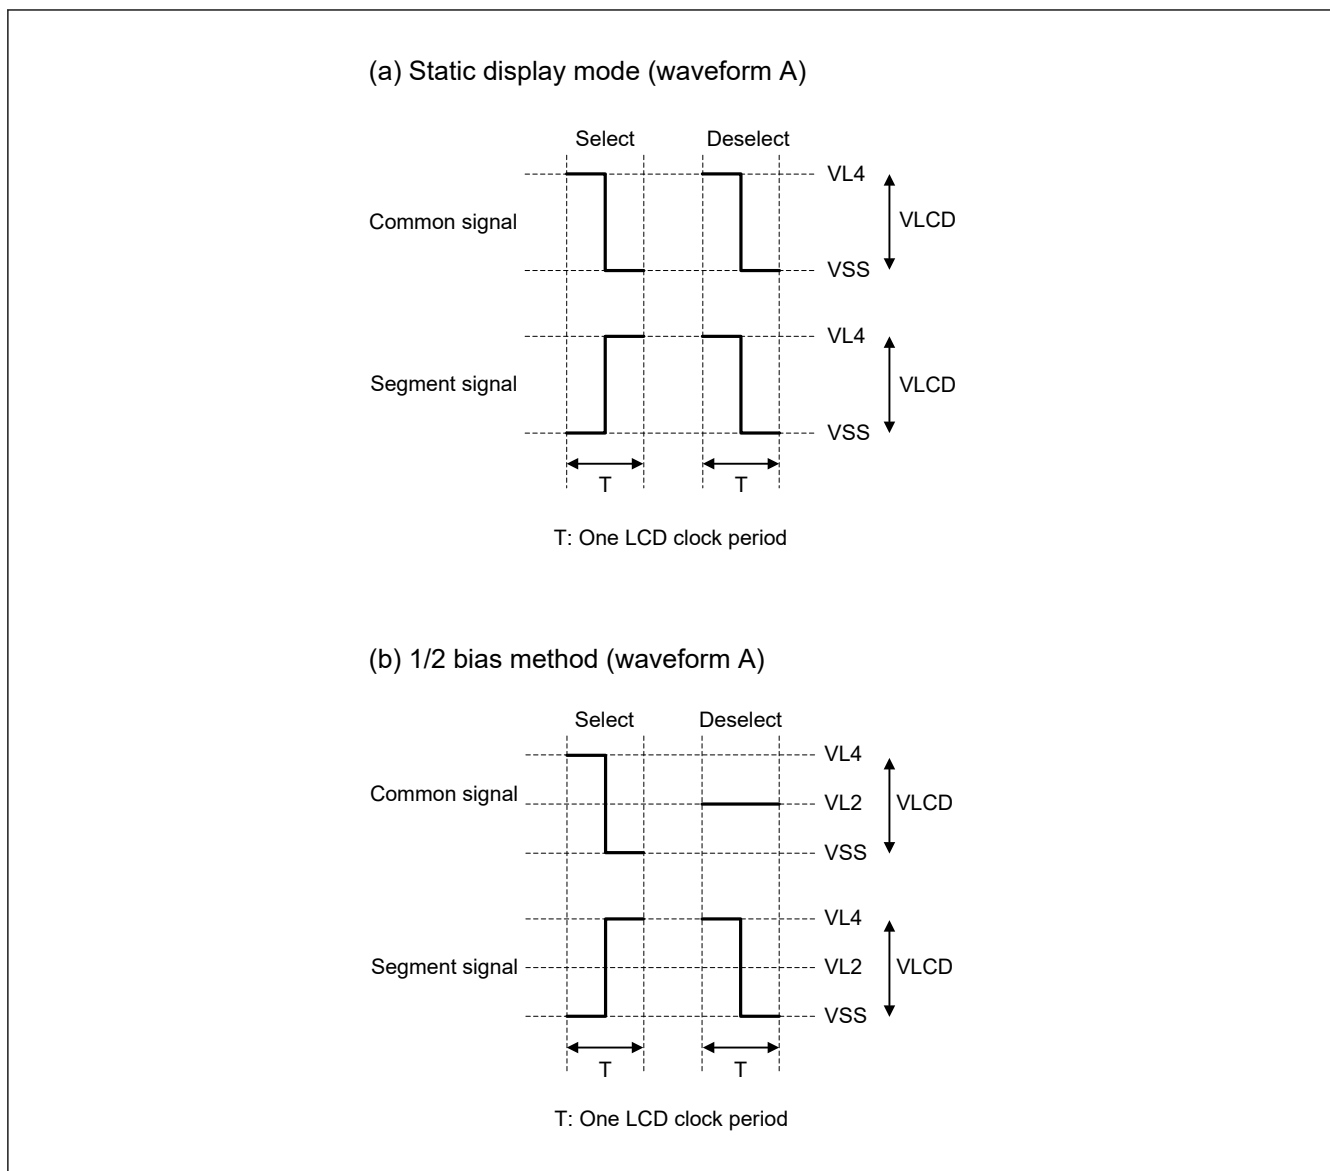 (a) Static display mode (waveform A)
Select Deselect
VL4
Common signal VLCD
VSS
VL4
Segment signal VLCD
VSS
T T
T: One LCD clock period
(b) 1/2 bias method (waveform A)
Select Deselect
VL4
Common signal VL2 VLCD
VSS
VL4
Segment signal VL2 VLCD
VSS
T T
T: One LCD clock period